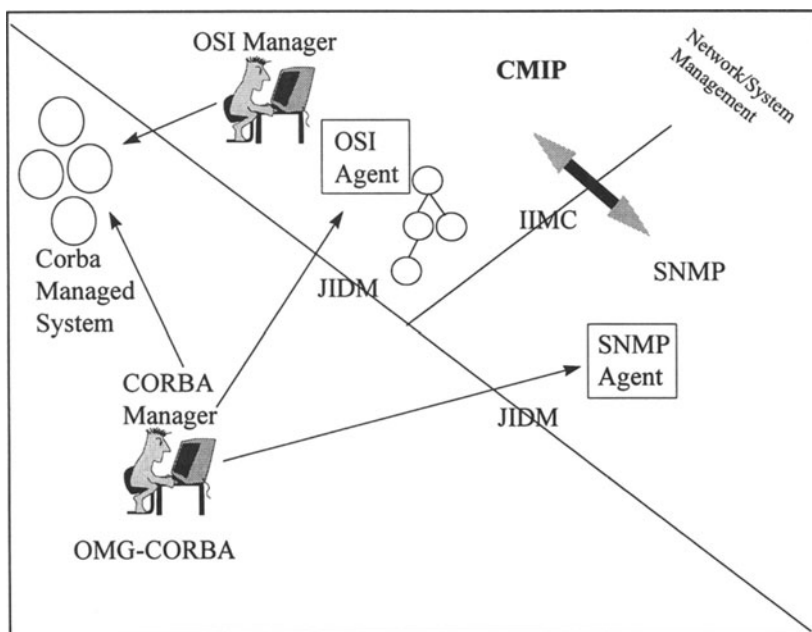 OSI Manager
CMIP
Network/System
Management
OSI
Agent
IIMC
SNMP
Corba
Managed
System
JIDM
SNMP
Agent
CORBA
Manager
JIDM
OMG-CORBA